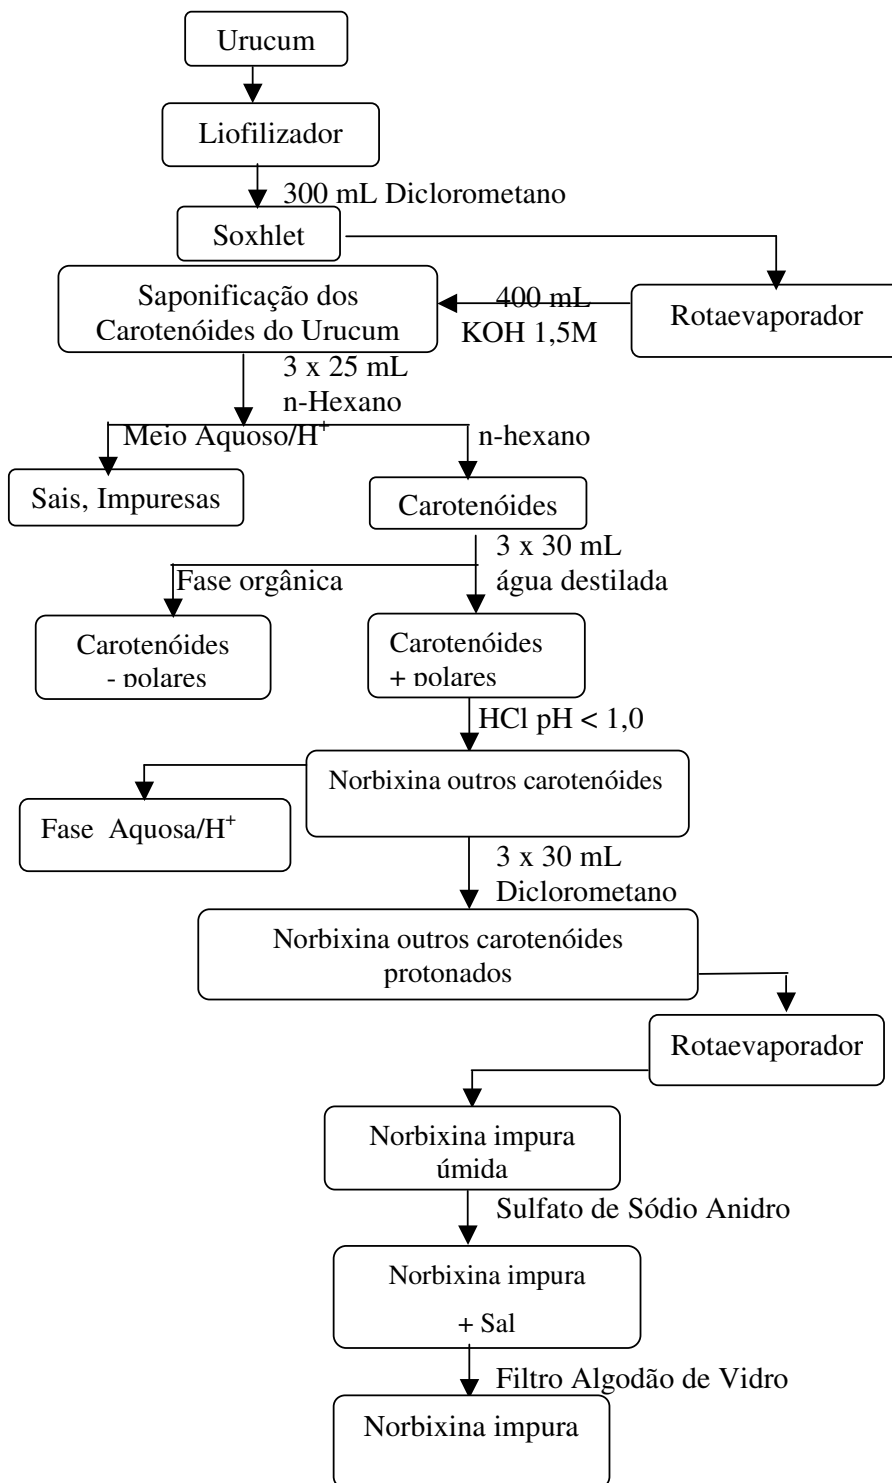 Urucum
Liofilizador
300 mL Diclorometano
Soxhlet
Saponificação dos
Carotenóides do Urucum
400 mL
KOH 1,5M
Rotaevaporador
3 x 25 mL
n-Hexano
Meio Aquoso/H⁺
n-hexano
Sais, Impuresas
Carotenóides
3 x 30 mL
água destilada
Fase orgânica
Carotenóides
- polares
Carotenóides
+ polares
HCl pH < 1,0
Norbixina outros carotenóides
Fase Aquosa/H⁺
3 x 30 mL
Diclorometano
Norbixina outros carotenóides
protonados
Rotaevaporador
Norbixina impura
úmida
Sulfato de Sódio Anidro
Norbixina impura
+ Sal
Filtro Algodão de Vidro
Norbixina impura